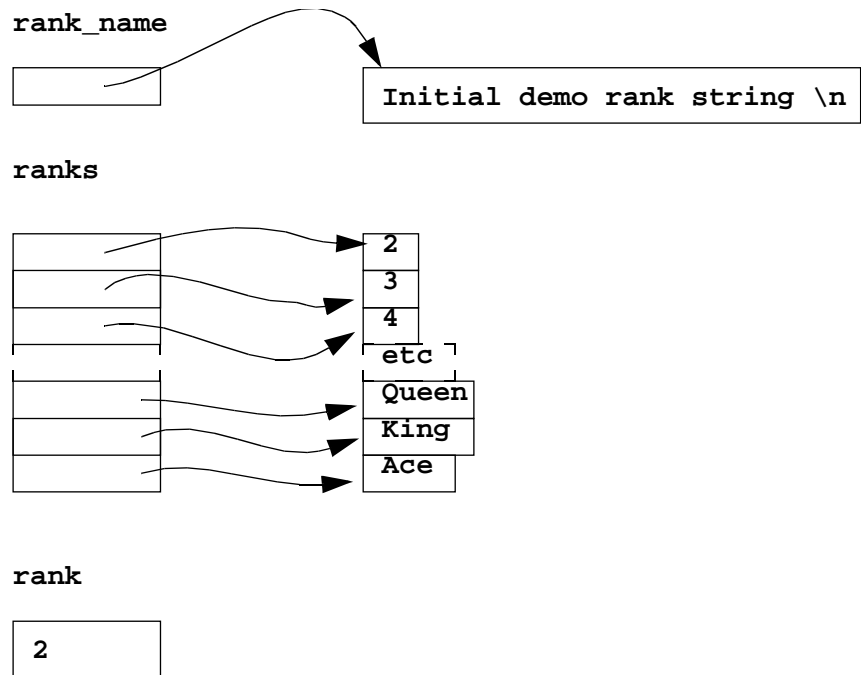 rank_name
Initial demo rank string \n
ranks
2
3
4
etc
Queen
King
Ace
rank
2